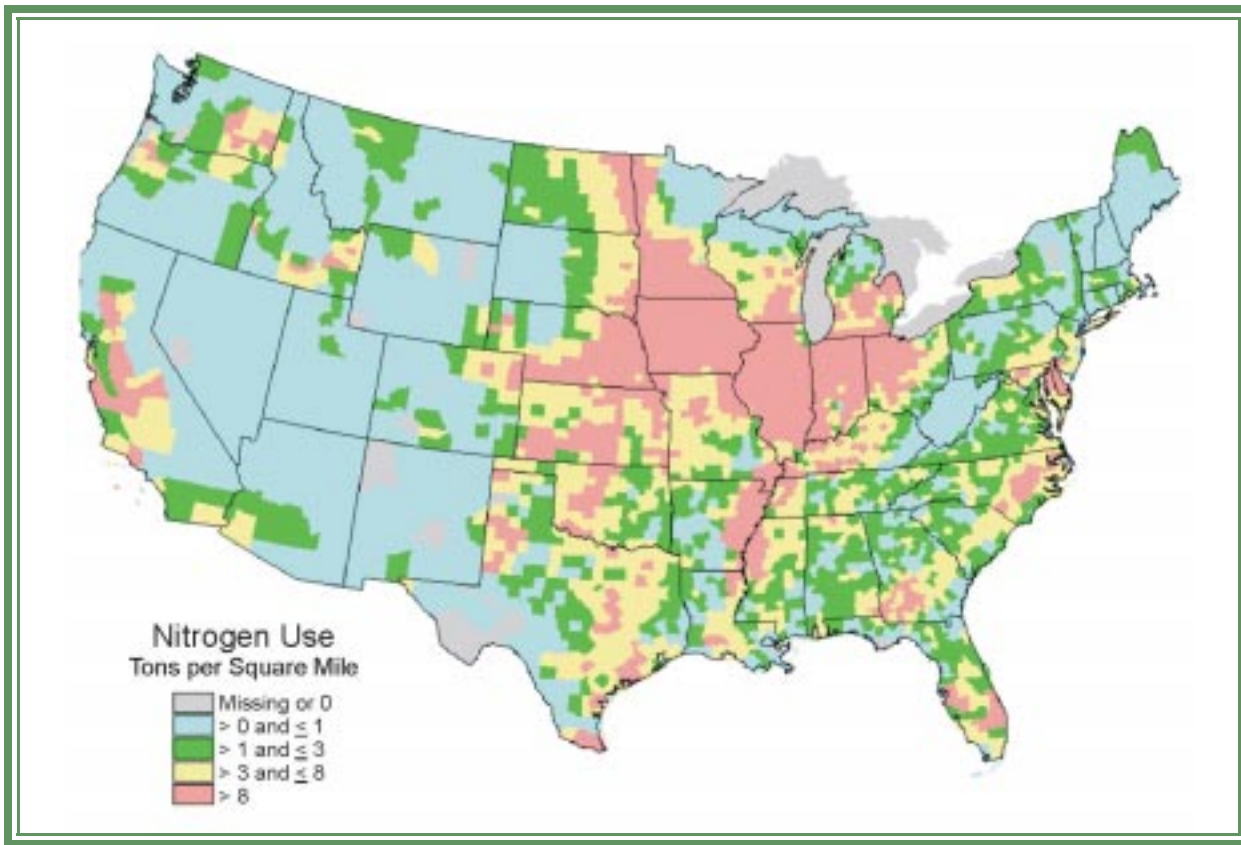 Nitrogen Use
Tons per Square Mile
Missing or 0
> 0 and ≤ 1
> 1 and ≤ 3
> 3 and ≤ 8
> 8